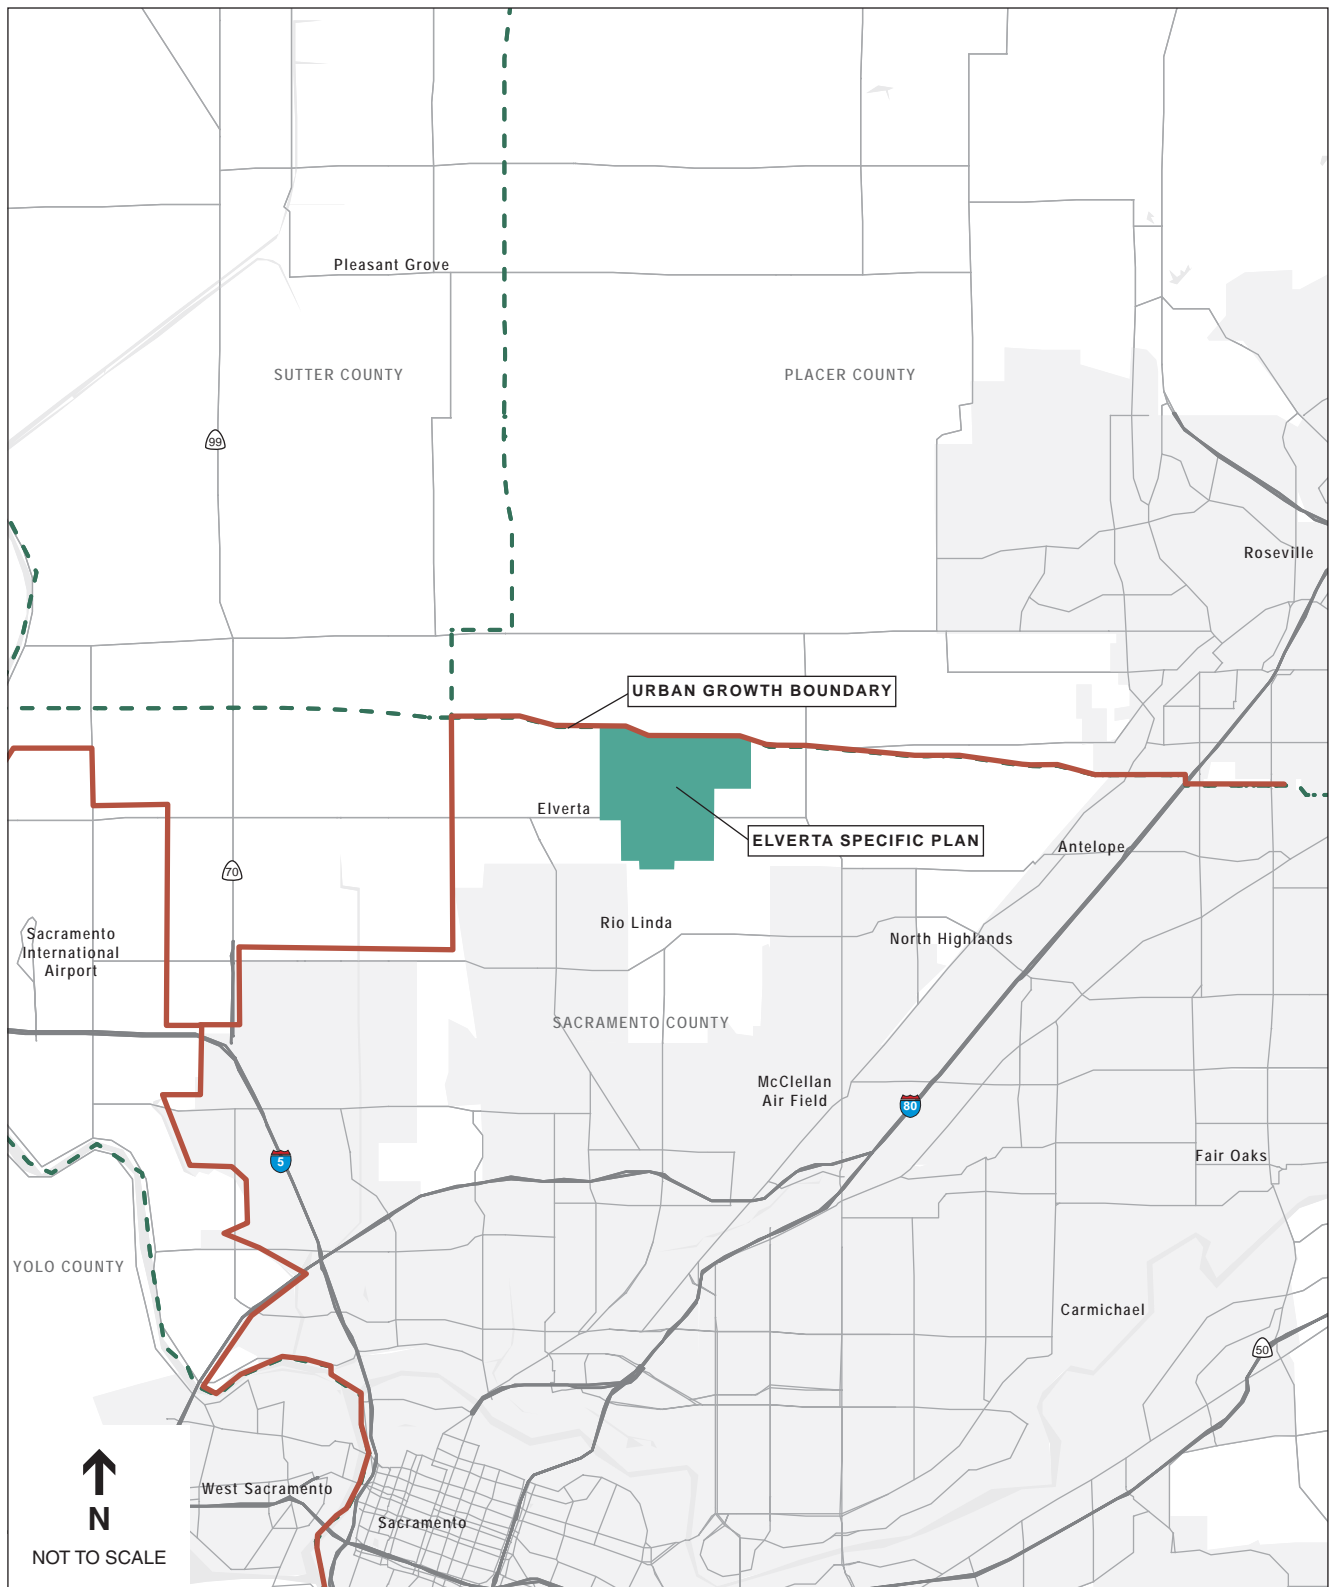 Pleasant Grove
SUTTER COUNTY
PLACER COUNTY
99
Roseville
URBAN GROWTH BOUNDARY
Elverta
ELVERTA SPECIFIC PLAN
Antelope
70
Rio Linda
Sacramento
International
Airport
North Highlands
SACRAMENTO COUNTY
McClellan
Air Field
80
5
Fair Oaks
YOLO COUNTY
Carmichael
50
West Sacramento
Sacramento
N
NOT TO SCALE